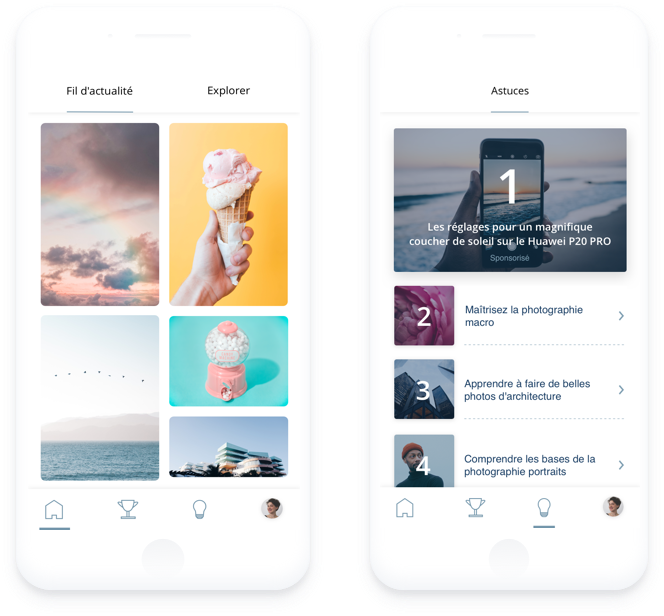 Fil d'actualité
Explorer
Astuces
1
Les réglages pour un magnifique
coucher de soleil sur le Huawei P20 PRO
Sponsorisé
2
Maîtrisez la photographie
macro
3
Apprendre à faire de belles
photos d'architecture
4
Comprendre les bases de la
photographie portraits